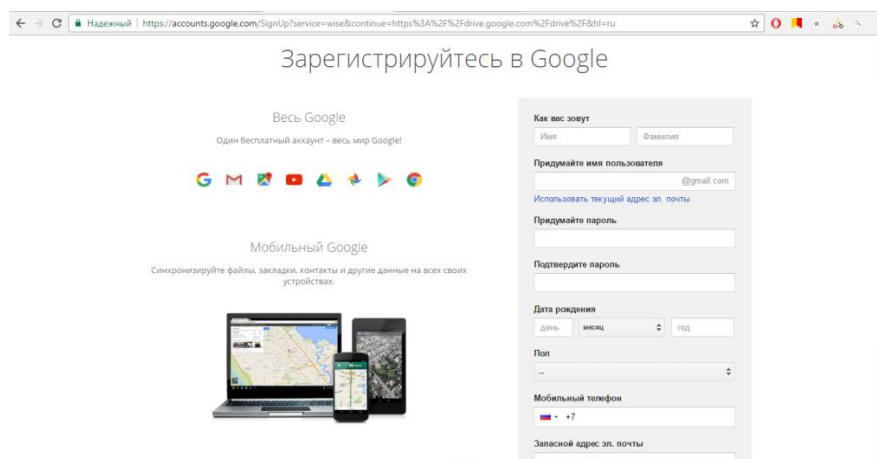 Надежный | https://accounts.google.com/SignUp?service=wise&continue=https%3A%2F%2Fdrive.google.com%2Fdrive%2F&hl=ru
Зарегистрируйтесь в Google
Весь Google
Один бесплатный аккаунт – весь мир Google!
Мобильный Google
Синхронизируйте файлы, закладки, контакты и другие данные на всех своих
устройствах.
Как вас зовут
Имя Фамилия
Придумайте имя пользователя
@gmail.com
Использовать текущий адрес эл. почты
Придумайте пароль
Подтвердите пароль
Дата рождения
день месяц год
Пол
...
Мобильный телефон
+7
Запасной адрес эл. почты